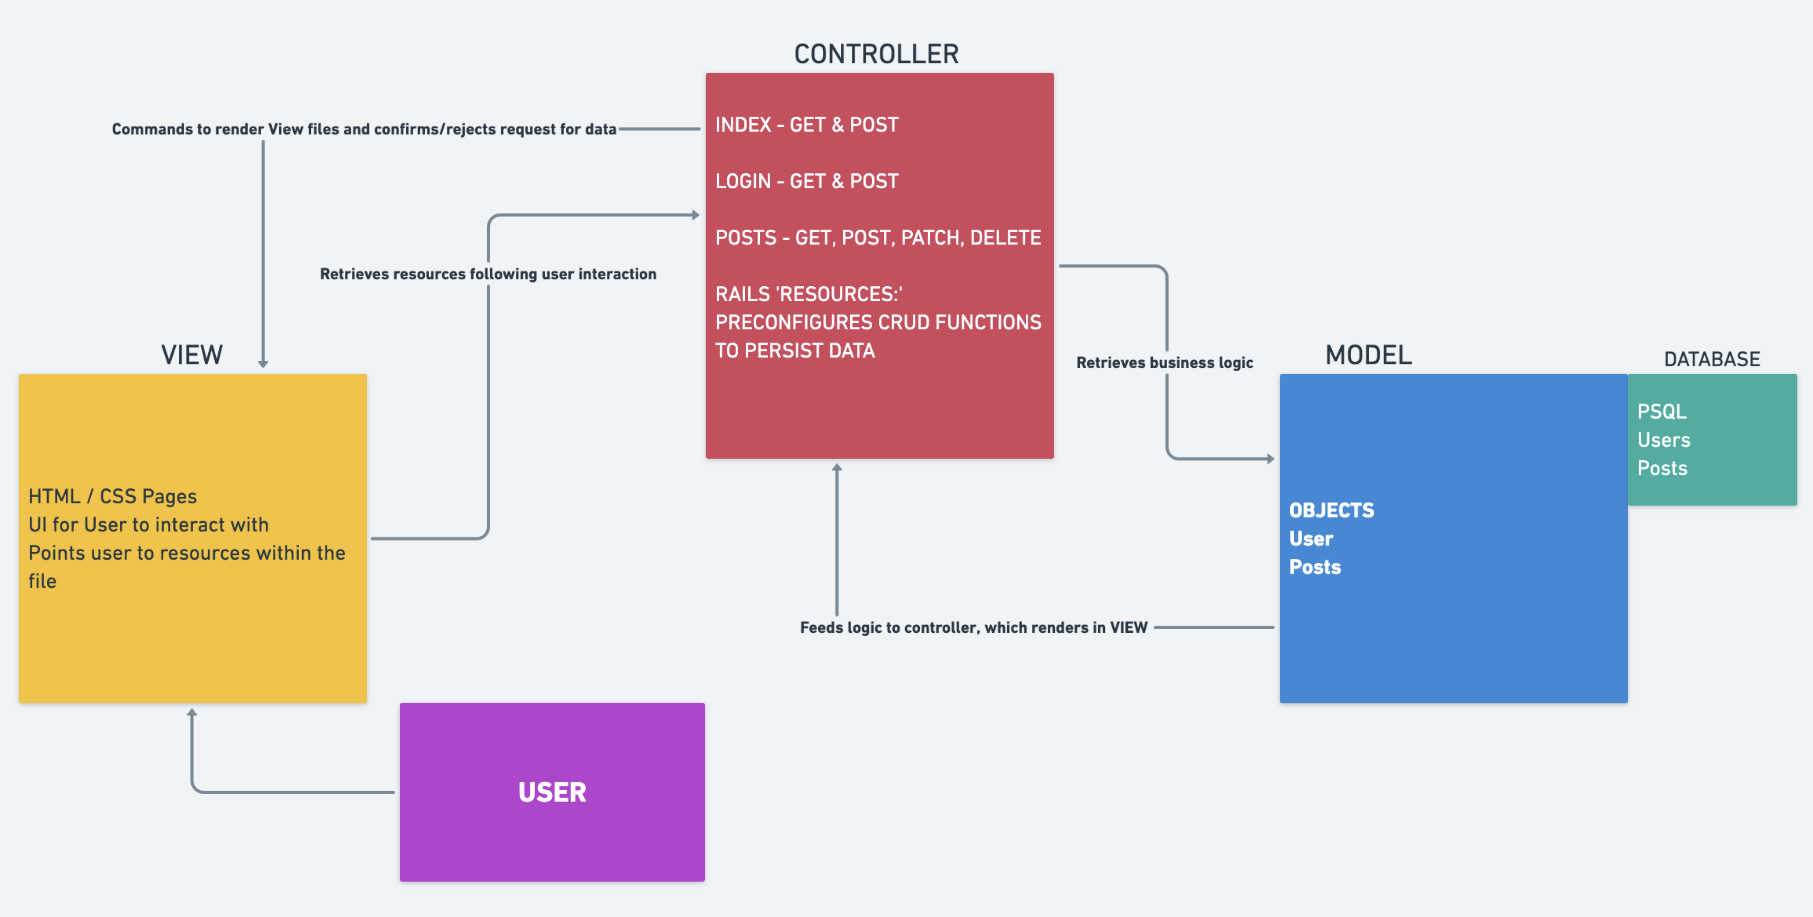 CONTROLLER
INDEX - GET & POST
LOGIN - GET & POST
POSTS - GET, POST, PATCH, DELETE
RAILS 'RESOURCES:'
PRECONFIGURES CRUD FUNCTIONS
TO PERSIST DATA
Commands to render View files and confirms/rejects request for data
Retrieves resources following user interaction
VIEW
HTML / CSS Pages
UI for User to interact with
Points user to resources within the
file
Retrieves business logic
MODEL
OBJECTS
User
Posts
DATABASE
PSQL
Users
Posts
Feeds logic to controller, which renders in VIEW
USER